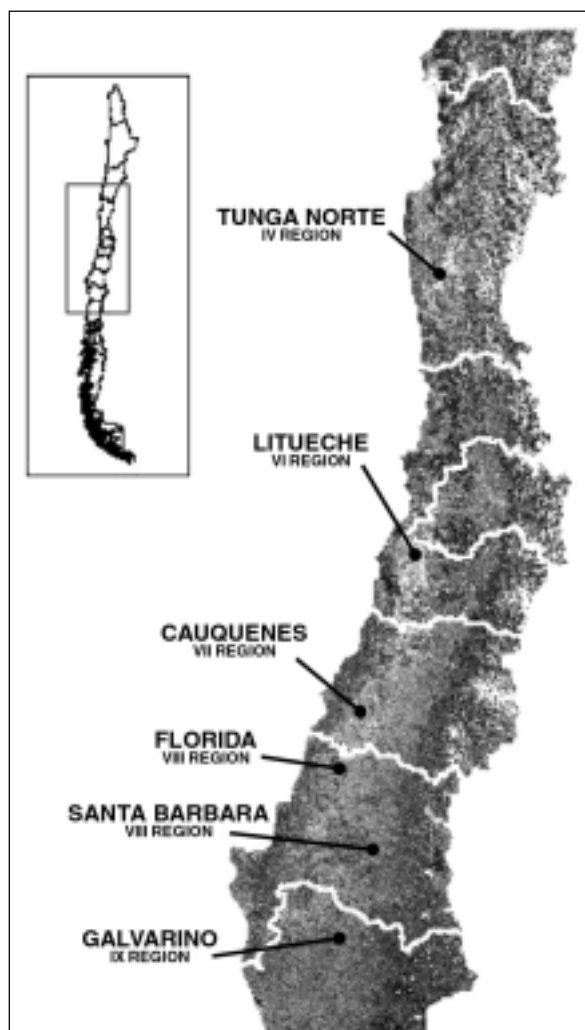 TUNGA NORTE
IV REGION
LITUECHE
VI REGION
CAUQUENES
VII REGION
FLORIDA
VIII REGION
SANTA BARBARA
VIII REGION
GALVARINO
IX REGION